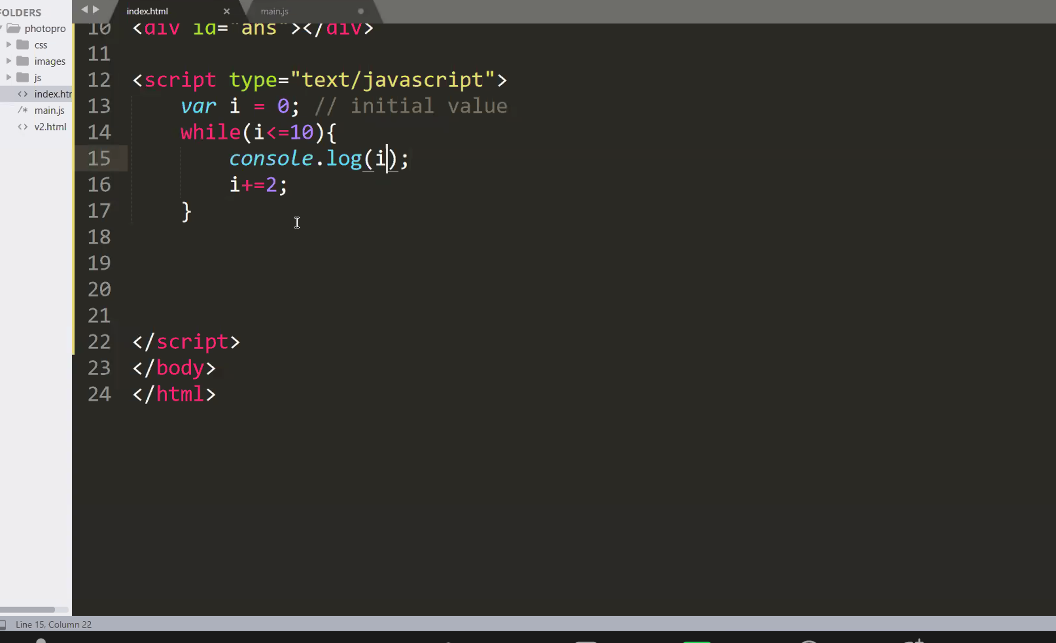 FOLDERS
photopro
css
images
js
index.htr
main.js
v2.html
index.html ×
main.js
10 <div id="ans"></div>
11
12 <script type="text/javascript">
13 var i = 0; // initial value
14 while(i<=10){
15 console.log(i);
16 i+=2;
17 }
18
19
20
21
22 </script>
23 </body>
24 </html>
Line 15, Column 22